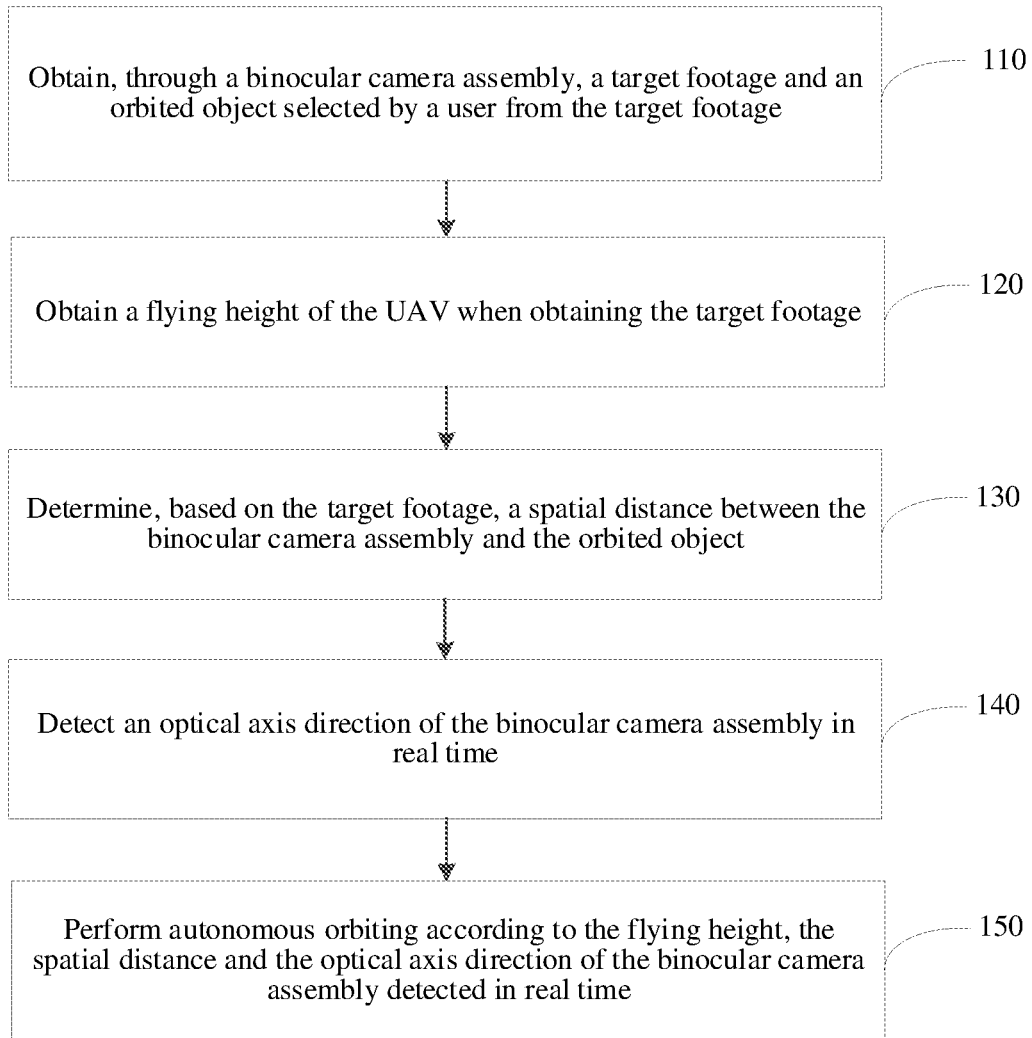 Obtain, through a binocular camera assembly, a target footage and an
orbited object selected by a user from the target footage
110
Obtain a flying height of the UAV when obtaining the target footage
120
Determine, based on the target footage, a spatial distance between the
binocular camera assembly and the orbited object
130
Detect an optical axis direction of the binocular camera assembly in
real time
140
Perform autonomous orbiting according to the flying height, the
spatial distance and the optical axis direction of the binocular camera
assembly detected in real time
150